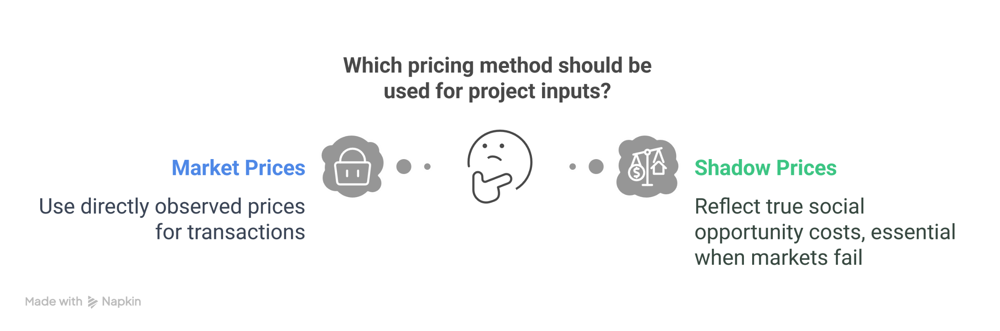 Which pricing method should be
used for project inputs?
Market Prices
Use directly observed prices
for transactions
$
Shadow Prices
Reflect true social
opportunity costs, essential
when markets fail
Made with Napkin